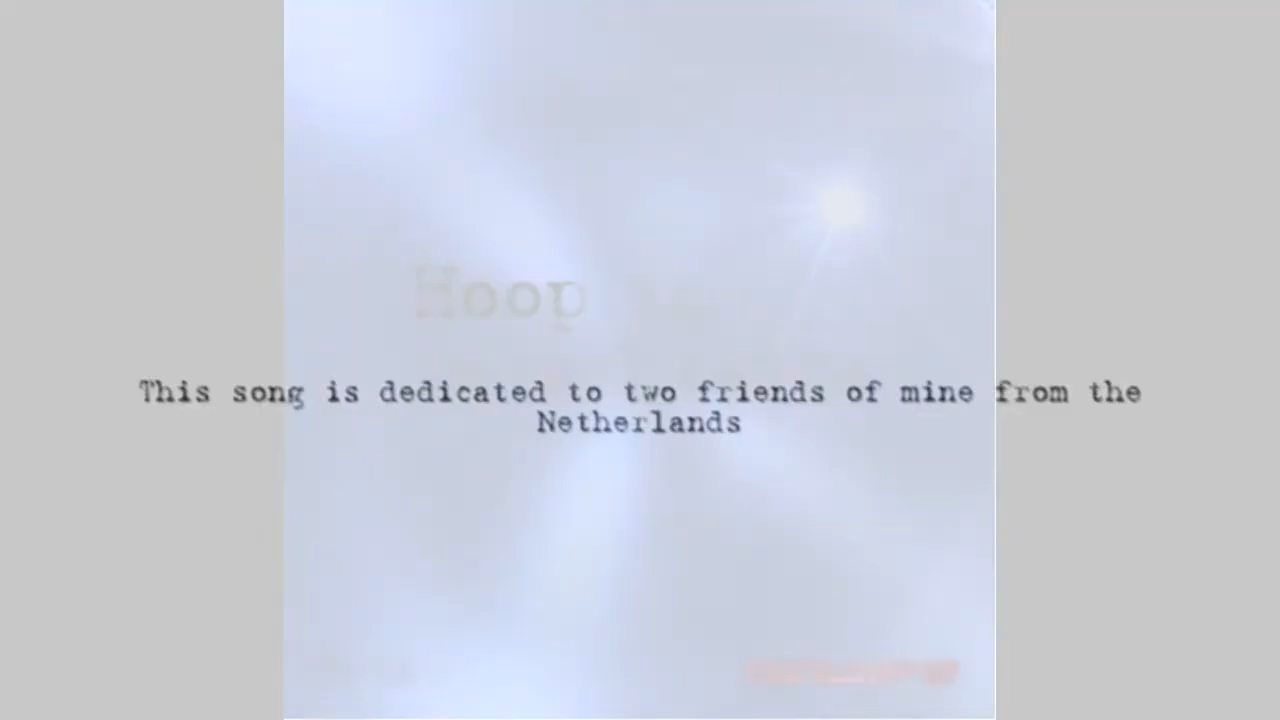 Hoop
This song is dedicated to two friends of mine from the
Netherlands